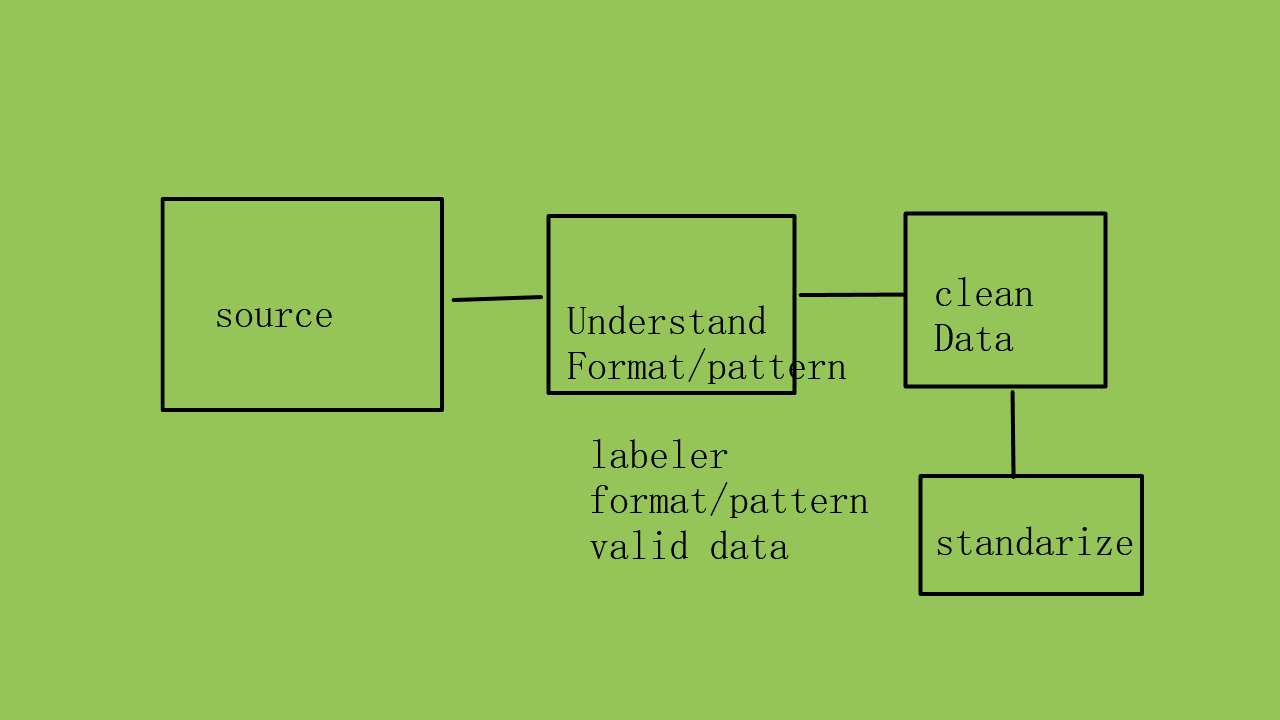 source
Understand
Format/pattern
clean
Data
labeler
format/pattern
valid data
standarize